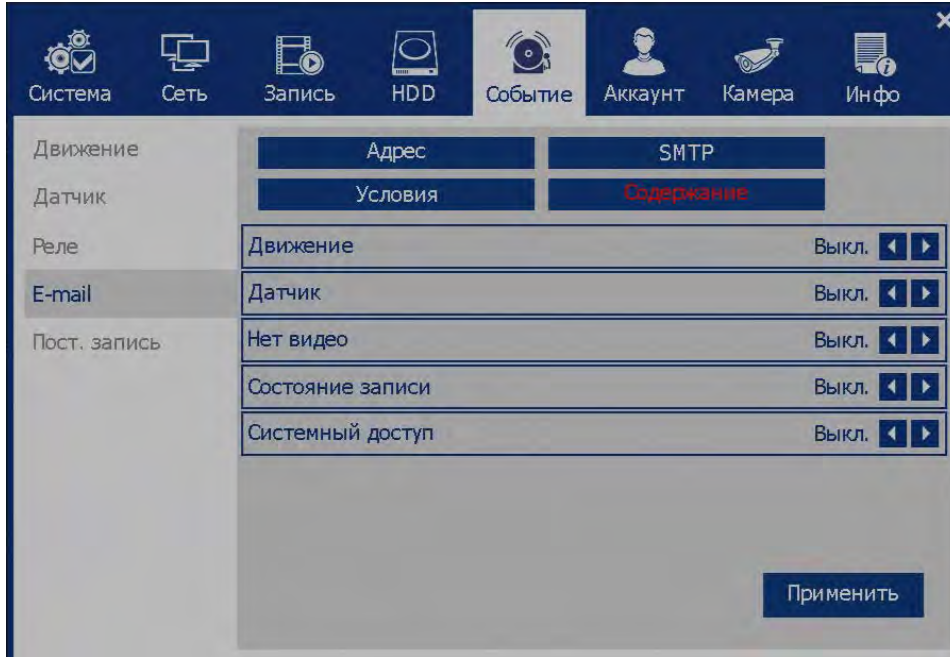 Система Сеть Запись HDD Событие Аккаунт Камера Инфо
Движение
Датчик
Реле
E-mail
Пост. запись
Адрес SMTP
Условия Содержание
Движение Выкл.
Датчик Выкл.
Нет видео Выкл.
Состояние записи Выкл.
Системный доступ Выкл.
Применить